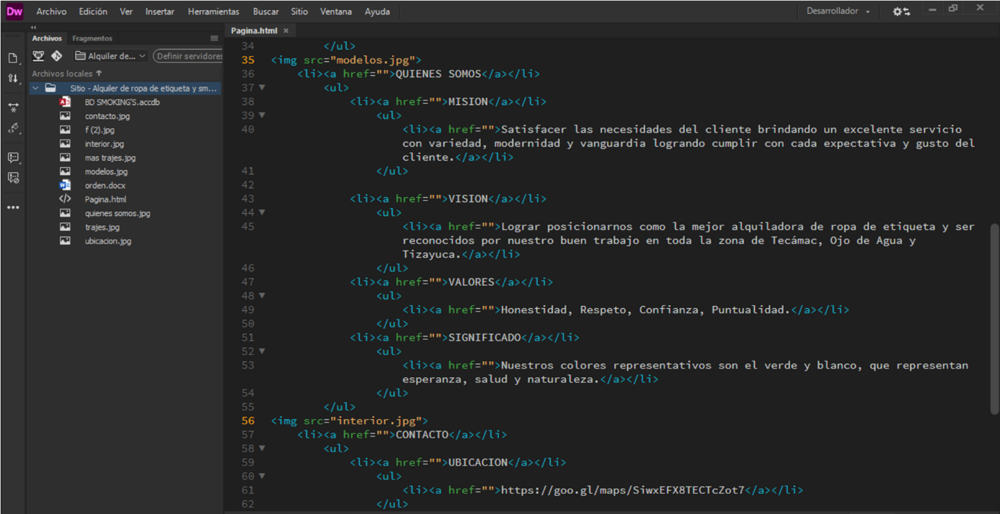 Dw Archivo Edición Ver Insertar Herramientas Buscar Sitio Ventana Ayuda Desarrollador
Archivos Fragmentos
Alquiler de... Definir servidores
Archivos locales ↑
Sitio - Alquiler de ropa de etiqueta y sm...
BD SMOKING'S.accdb
contacto.jpg
f (2).jpg
interior.jpg
mas trajes.jpg
modelos.jpg
orden.docx
Pagina.html
quienes somos.jpg
trajes.jpg
ubicacion.jpg
Pagina.html ×
34 </ul>
35 <img src="modelos.jpg">
36 <li><a href="">QUIENES SOMOS</a></li>
37 <ul>
38 <li><a href="">MISION</a></li>
39 <ul>
40 <li><a href="">Satisfacer las necesidades del cliente brindando un excelente servicio
con variedad, modernidad y vanguardia logrando cumplir con cada expectativa y gusto del
cliente.</a></li>
41 </ul>
42
43 <li><a href="">VISION</a></li>
44 <ul>
45 <li><a href="">Lograr posicionarnos como la mejor alquiladora de ropa de etiqueta y ser
reconocidos por nuestro buen trabajo en toda la zona de Tecámac, Ojo de Agua y
Tizayuca.</a></li>
46 </ul>
47 <li><a href="">VALORES</a></li>
48 <ul>
49 <li><a href="">Honestidad, Respeto, Confianza, Puntualidad.</a></li>
50 </ul>
51 <li><a href="">SIGNIFICADO</a></li>
52 <ul>
53 <li><a href="">Nuestros colores representativos son el verde y blanco, que representan
esperanza, salud y naturaleza.</a></li>
54 </ul>
55 </ul>
56 <img src="interior.jpg">
57 <li><a href="">CONTACTO</a></li>
58 <ul>
59 <li><a href="">UBICACION</a></li>
60 <ul>
61 <li><a href="">https://goo.gl/maps/SiwxEFX8TECTcZot7</a></li>
62 </ul>